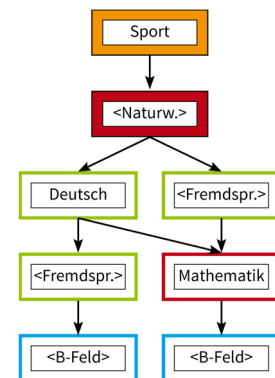 Sport
<Naturw.>
Deutsch
<Fremdspr.>
<Fremdspr.>
Mathematik
<B-Feld>
<B-Feld>